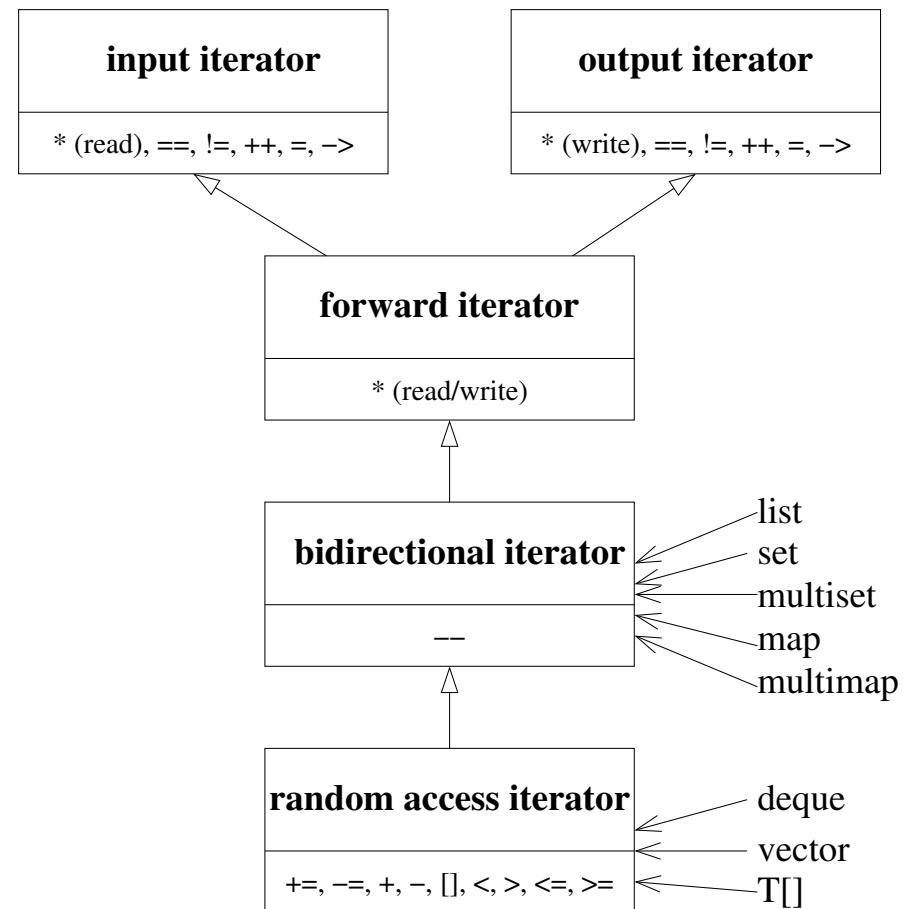 input iterator
output iterator
* (read), ==, !=, ++, =, −>
* (write), ==, !=, ++, =, −>
forward iterator
* (read/write)
list
bidirectional iterator
set
multiset
−−
map
multimap
random access iterator
deque
vector
+=, −=, +, −, [], <, >, <=, >=
T[]